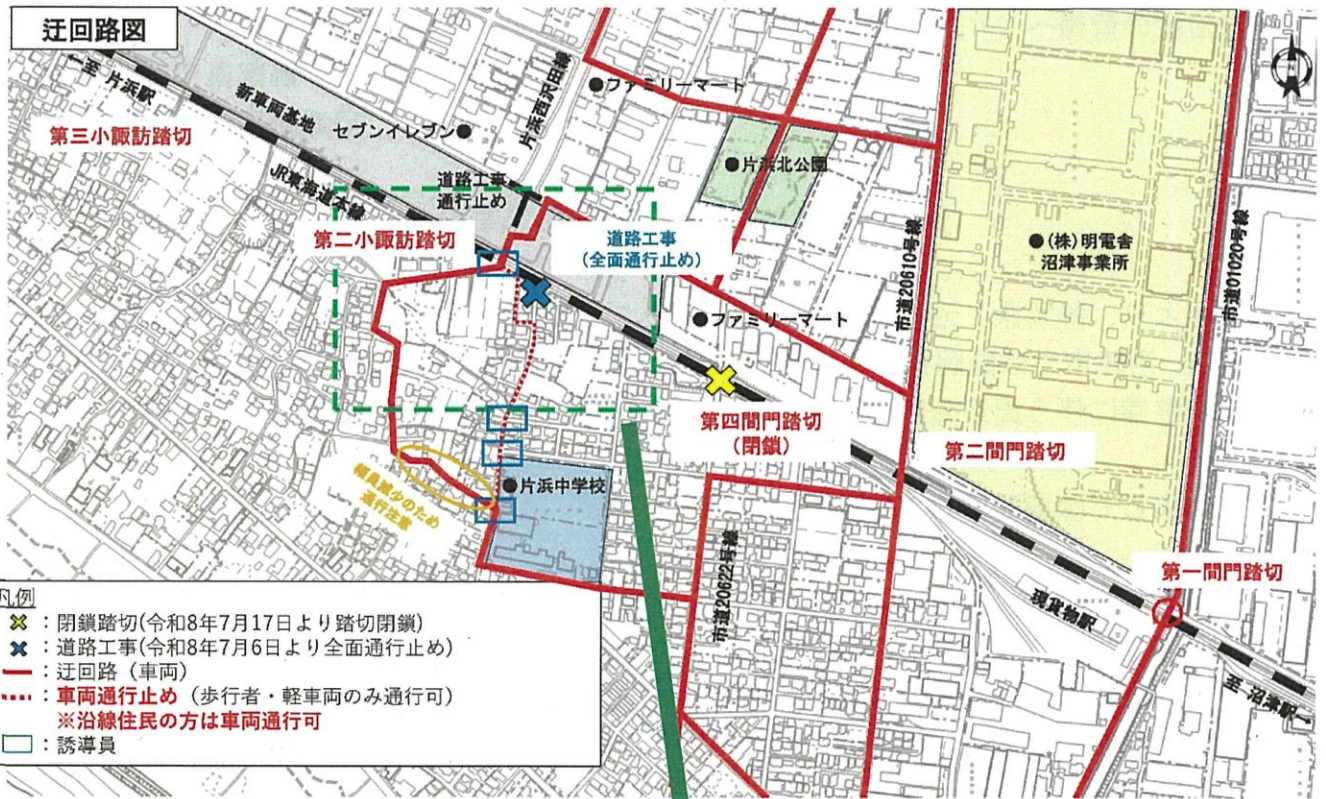 迂回路図
←至 片浜駅
新車両基地
第三小諏訪踏切
セブンイレブン
片浜西沢田線
ファミリーマート
片浜北公園
JR東海道本線
道路工事
通行止め
第二小諏訪踏切
道路工事
(全面通行止め)
市道20610号線
(株)明電舎
沼津事業所
市道01020号線
ファミリーマート
第四間門踏切
(閉鎖)
第二間門踏切
幅員減少のため
通行注意
片浜中学校
市道20622号線
現貨物駅
第一間門踏切
至 沼津駅→
凡例
: 閉鎖踏切(令和8年7月17日より踏切閉鎖)
: 道路工事(令和8年7月6日より全面通行止め)
: 迂回路 (車両)
: 車両通行止め (歩行者・軽車両のみ通行可)
※沿線住民の方は車両通行可
: 誘導員